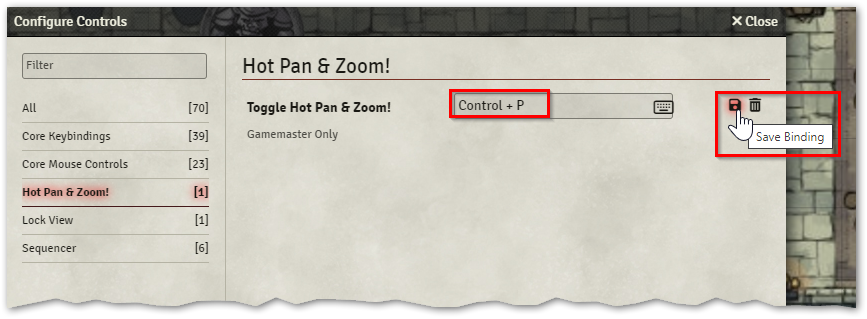 Configure Controls
Close
Filter
All [70]
Core Keybindings [39]
Core Mouse Controls [23]
Hot Pan & Zoom! [1]
Lock View [1]
Sequencer [6]
Hot Pan & Zoom!
Toggle Hot Pan & Zoom! Control + P
Gamemaster Only
Save Binding